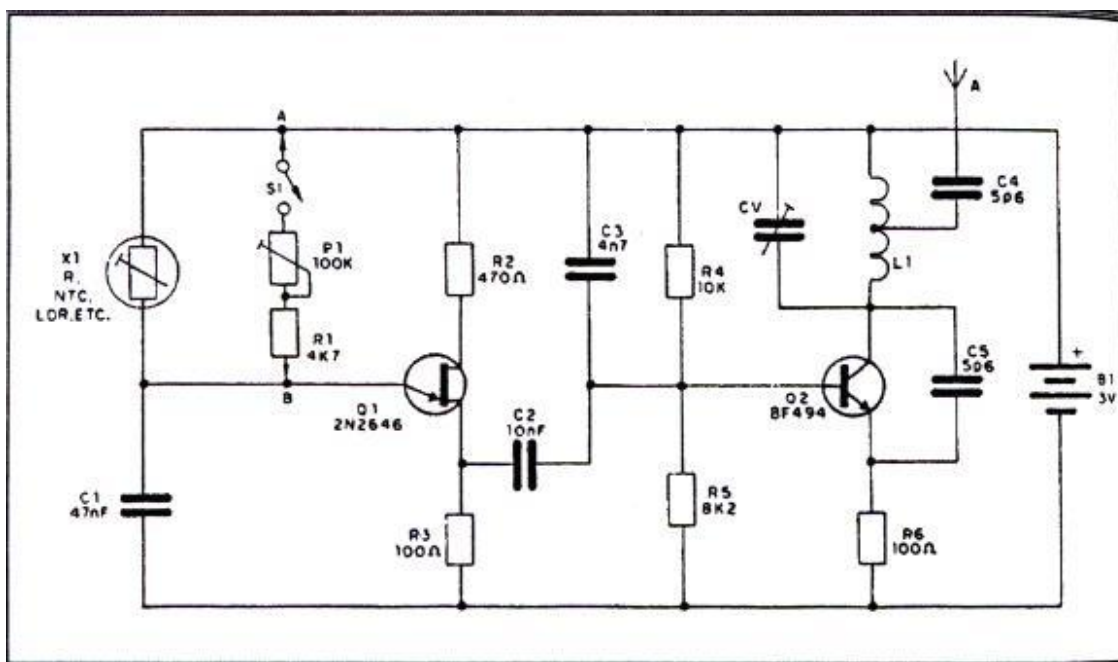 A
A
S1
P1
100K
X1
R,
NTC,
LDR,ETC.
R1
4K7
B
C1
47nF
R2
470Ω
Q1
2N2646
C2
10nF
R3
100Ω
C3
4n7
R4
10K
R5
8K2
CV
L1
C4
5p6
Q2
BF494
C5
5p6
R6
100Ω
+
B1
3V